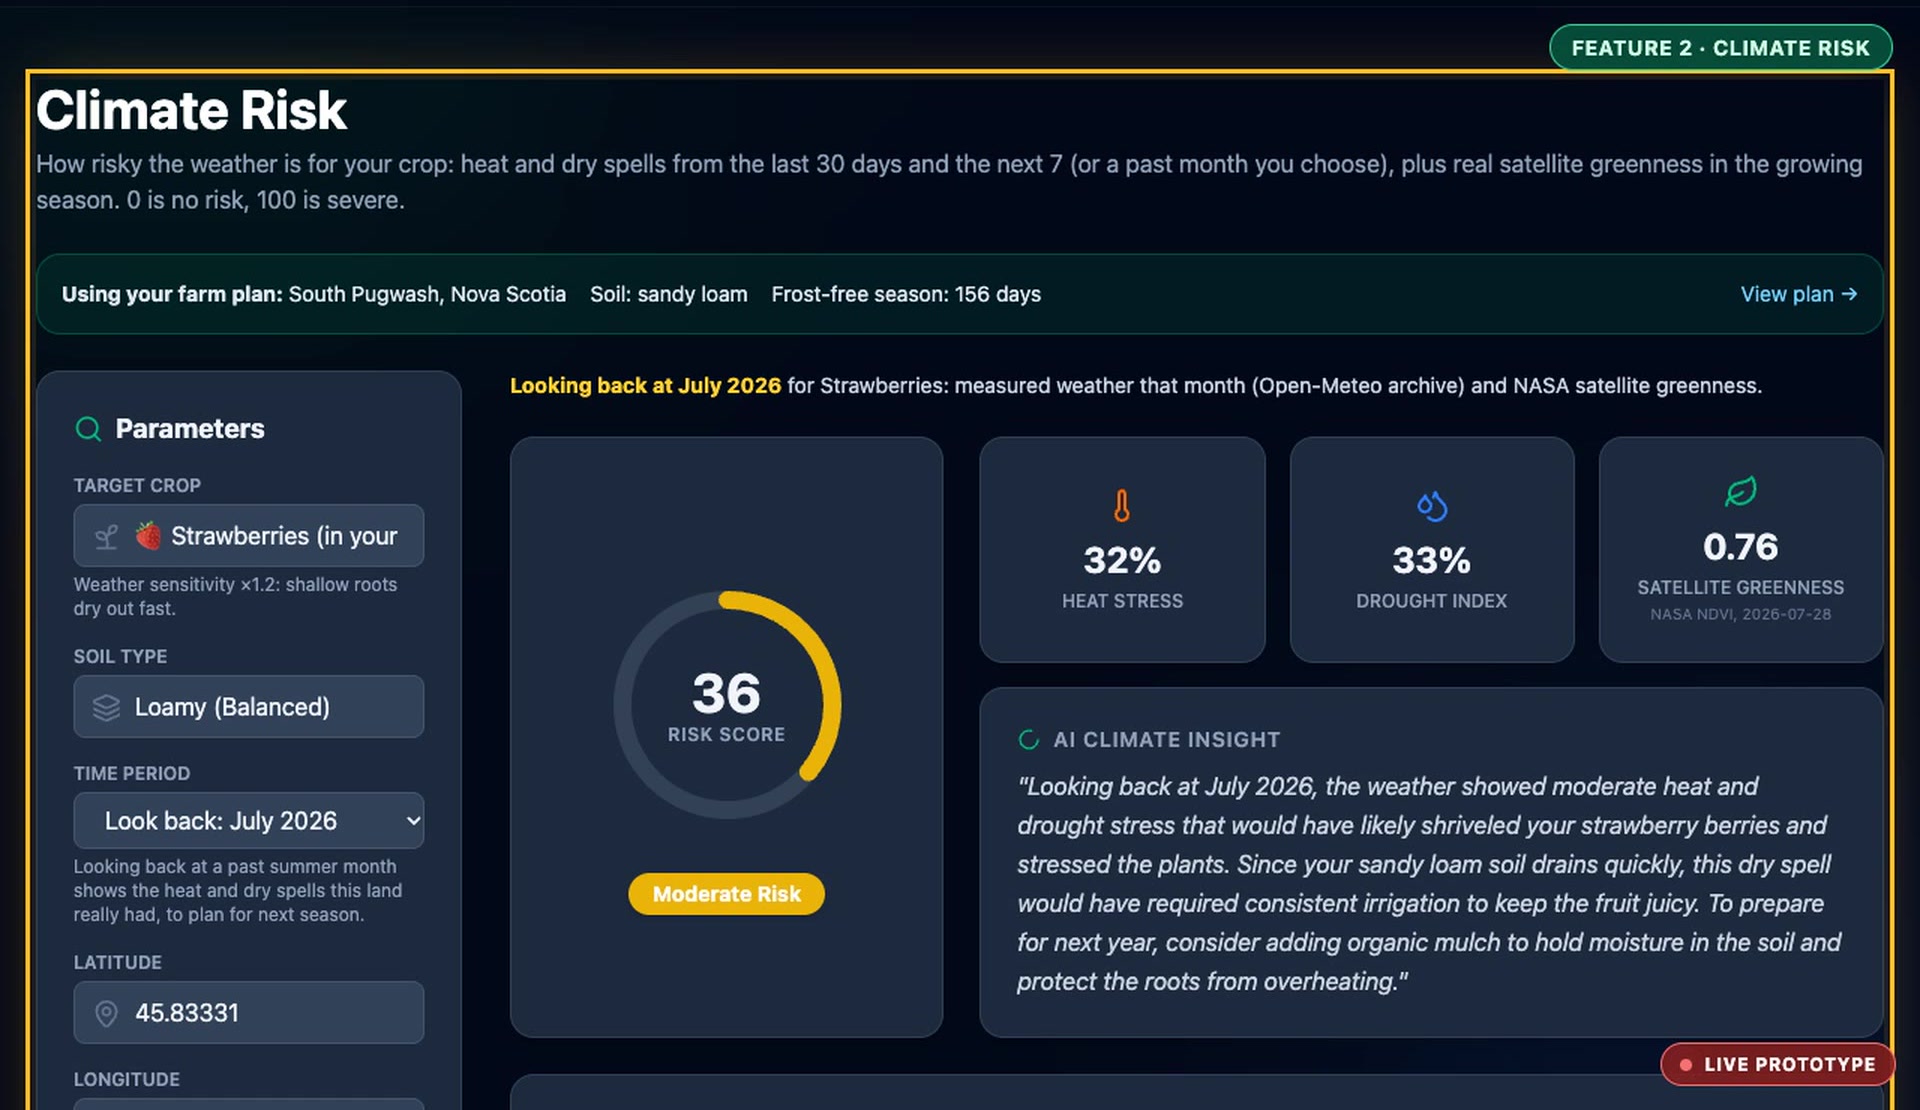 FEATURE 2 · CLIMATE RISK
Climate Risk
How risky the weather is for your crop: heat and dry spells from the last 30 days and the next 7 (or a past month you choose), plus real satellite greenness in the growing
season. 0 is no risk, 100 is severe.
Using your farm plan: South Pugwash, Nova Scotia Soil: sandy loam Frost-free season: 156 days View plan →
Parameters
TARGET CROP
🍓 Strawberries (in your
Weather sensitivity ×1.2: shallow roots
dry out fast.
SOIL TYPE
Loamy (Balanced)
TIME PERIOD
Look back: July 2026
Looking back at a past summer month
shows the heat and dry spells this land
really had, to plan for next season.
LATITUDE
45.83331
LONGITUDE
Looking back at July 2026 for Strawberries: measured weather that month (Open-Meteo archive) and NASA satellite greenness.
36
RISK SCORE
Moderate Risk
32%
HEAT STRESS
33%
DROUGHT INDEX
0.76
SATELLITE GREENNESS
NASA NDVI, 2026-07-28
AI CLIMATE INSIGHT
"Looking back at July 2026, the weather showed moderate heat and
drought stress that would have likely shriveled your strawberry berries and
stressed the plants. Since your sandy loam soil drains quickly, this dry spell
would have required consistent irrigation to keep the fruit juicy. To prepare
for next year, consider adding organic mulch to hold moisture in the soil and
protect the roots from overheating."
LIVE PROTOTYPE